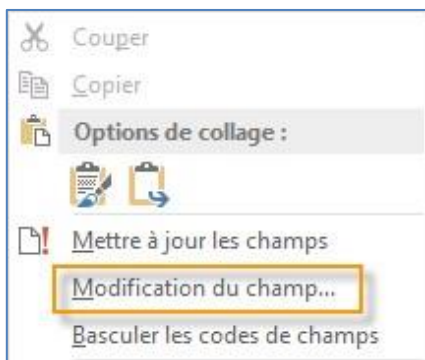 Couper
Copier
Options de collage :
Mettre à jour les champs
Modification du champ...
Basculer les codes de champs